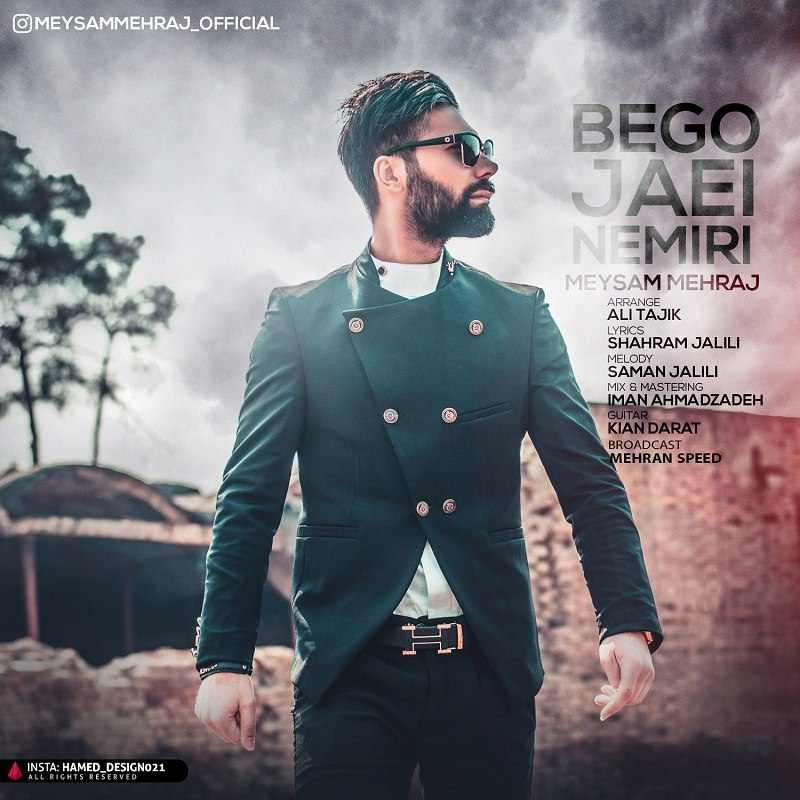 MEYSAMMEHRAJ_OFFICIAL
BEGO
JAEI
NEMIRI
MEYSAM MEHRAJ
ARRANGE
ALI TAJIK
LYRICS
SHAHRAM JALILI
MELODY
SAMAN JALILI
MIX & MASTERING
IMAN AHMADZADEH
GUITAR
KIAN DARAT
BROADCAST
MEHRAN SPEED
INSTA: HAMED_DESIGN021
ALL RIGHTS RESERVED